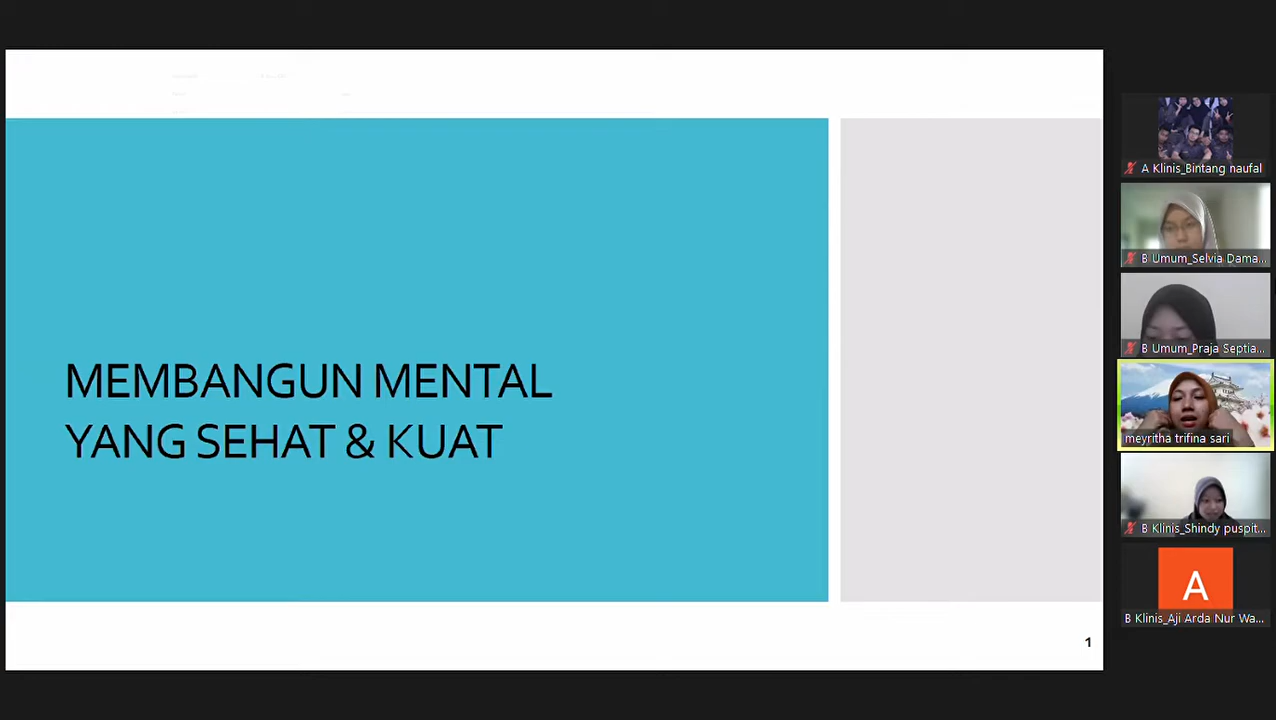 MEMBANGUN MENTAL
YANG SEHAT & KUAT
1
A Klinis_Bintang naufal
B Umum_Selvia Dama...
B Umum_Praja Septia...
meyritha trifina sari
B Klinis_Shindy puspit...
A
B Klinis_Aji Arda Nur Wa...